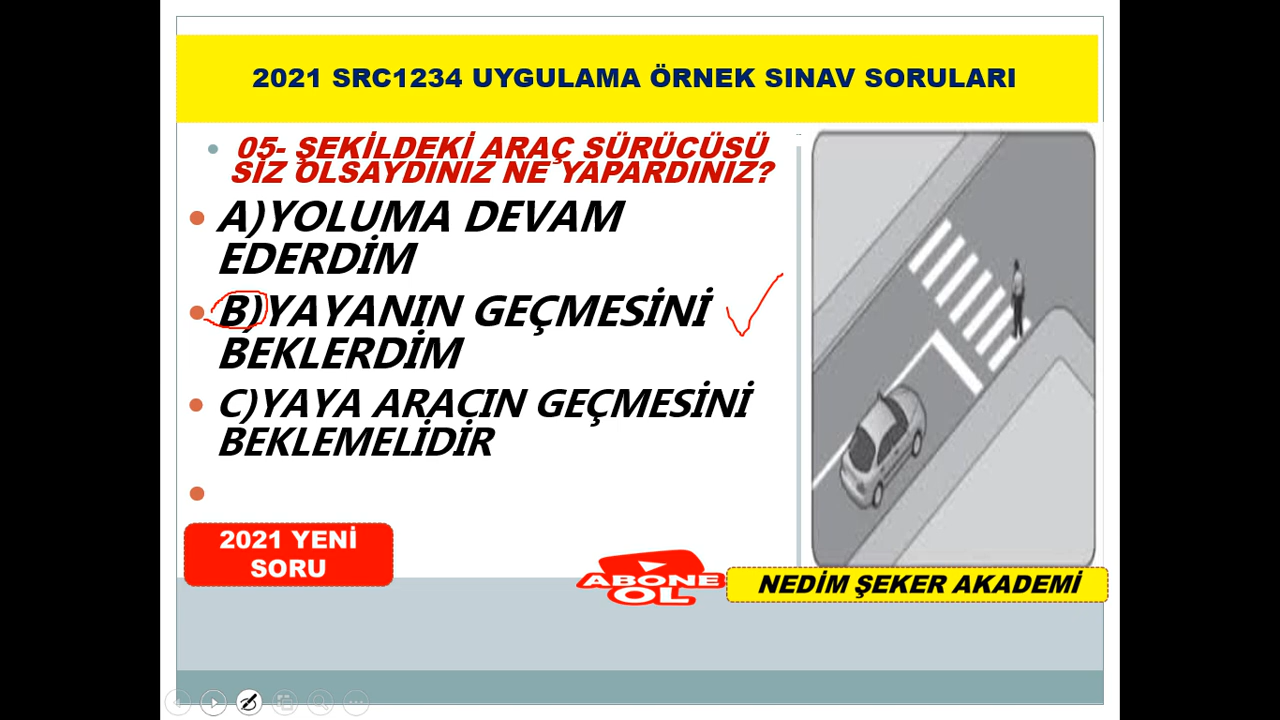 2021 SRC1234 UYGULAMA ÖRNEK SINAV SORULARI
05- ŞEKİLDEKİ ARAÇ SÜRÜCÜSÜ
SİZ OLSAYDINIZ NE YAPARDINIZ?
A)YOLUMA DEVAM
EDERDİM
B)YAYANIN GEÇMESİNİ
BEKLERDİM
C)YAYA ARACIN GEÇMESİNİ
BEKLEMELİDİR
2021 YENİ
SORU
ABONE
OL
NEDİM ŞEKER AKADEMİ